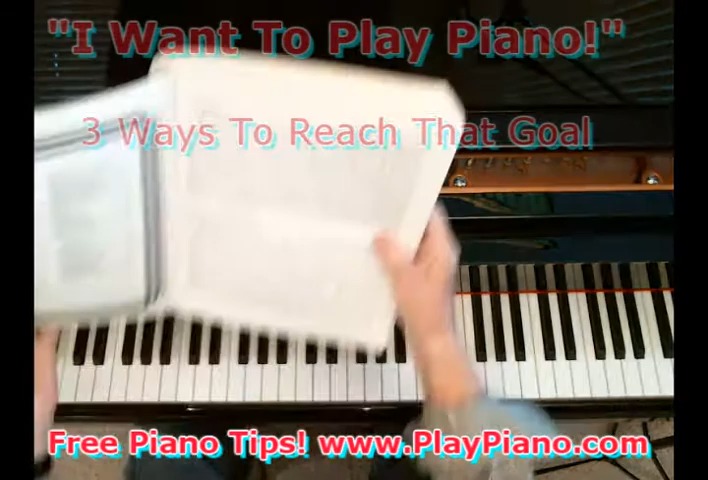 "I Want To Play Piano!"
3 Ways To Reach That Goal
Free Piano Tips! www.PlayPiano.com